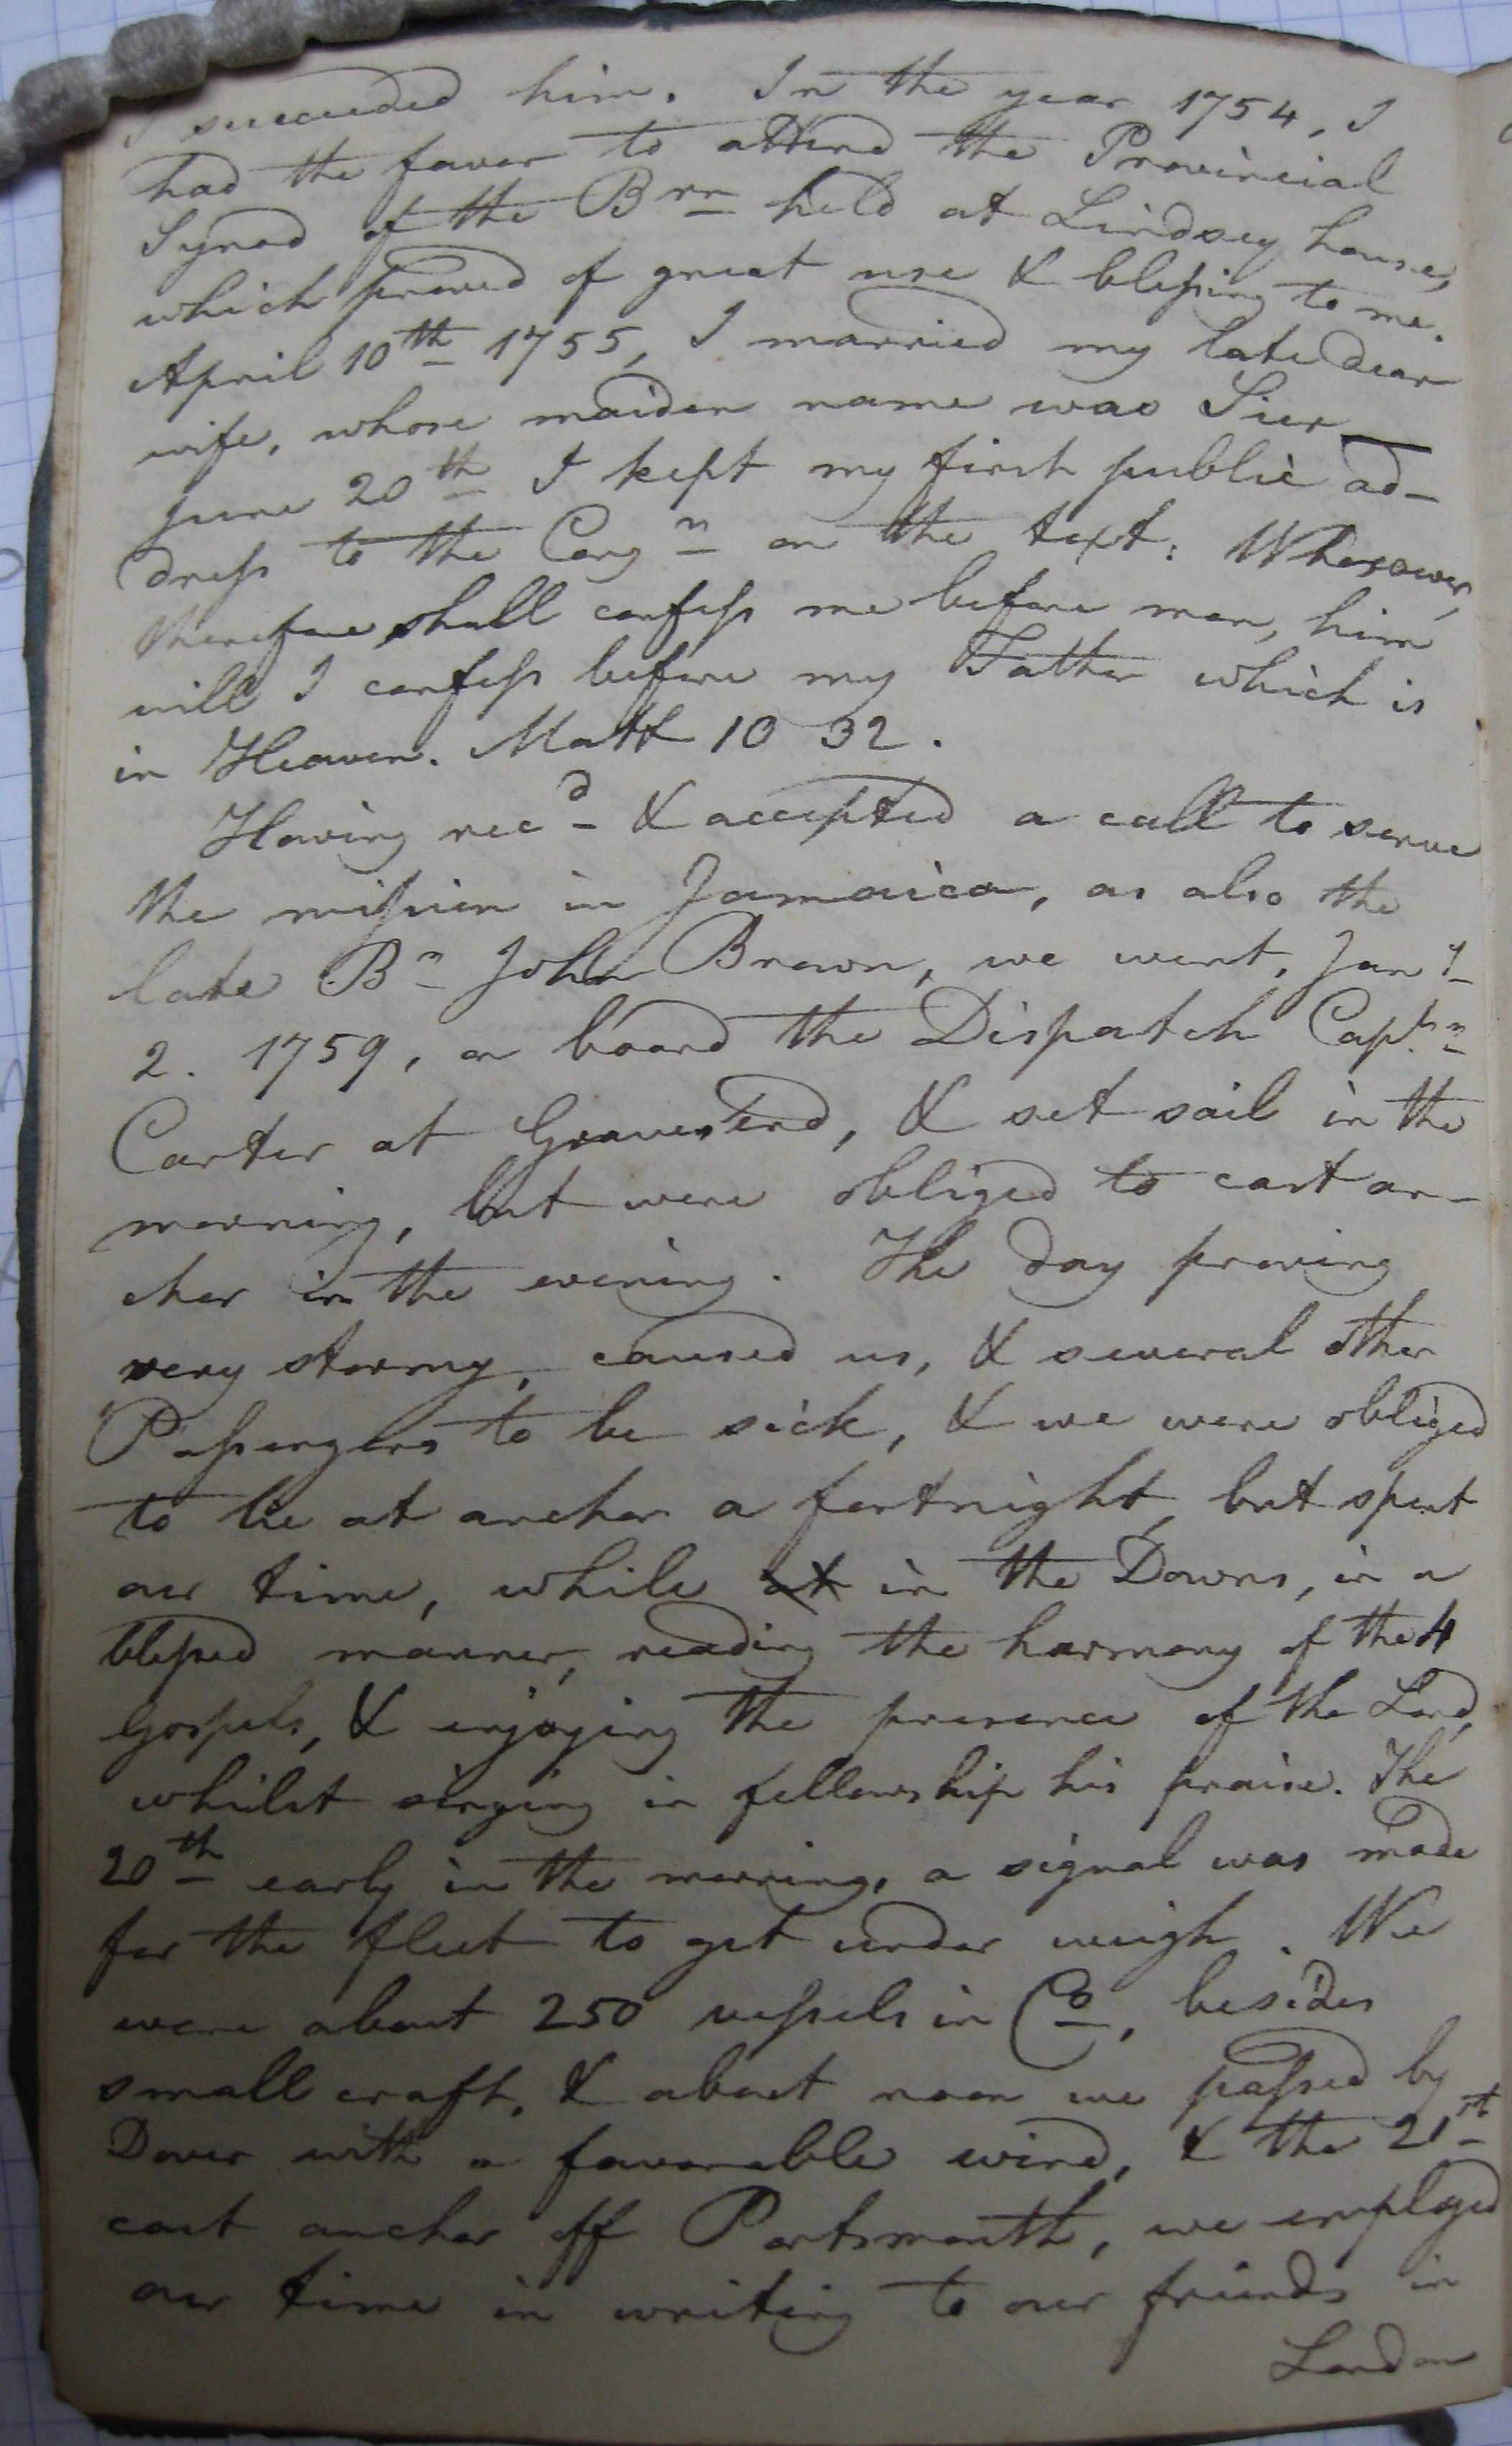 I succeeded him. In the year 1754, I
had the favor to attend the Provincial
Synod of the Brn held at Lindsey house,
which proved of great use & blessing to me.
April 10th 1755, I married my late dear
wife, whose maiden name was Sier
June 20th I kept my first public ad-
dress to the Congn on the text: Whosoever,
therefore shall confess me before men, him
will I confess before my Father which is
in Heaven. Matt 10 32.
Having recd & accepted a call to serve
the mission in Jamaica, as also the
late Br John Brown, we went, Jany
2. 1759, on board the Dispatch Captn
Carter at Gravesend, & set sail in the
morning, but were obliged to cast an-
chor in the evening. The day proving
very stormy, caused us, & several other
Passengers to be sick, & we were obliged
to lie at anchor a fortnight, but spent
our time, while at in the Downs, in a
blessed manner, reading the harmony of the 4
Gospels, & enjoying the presence of the Lord,
whilst singing in fellowship his praise. The
20th early in the morning, a signal was made
for the fleet to get under weigh. We
were about 250 vessels in Co, besides
small craft, & about noon we passed by
Dover with a favorable wind, & the 21st
cast anchor off Portsmouth, we employed
our time in writing to our friends in
London